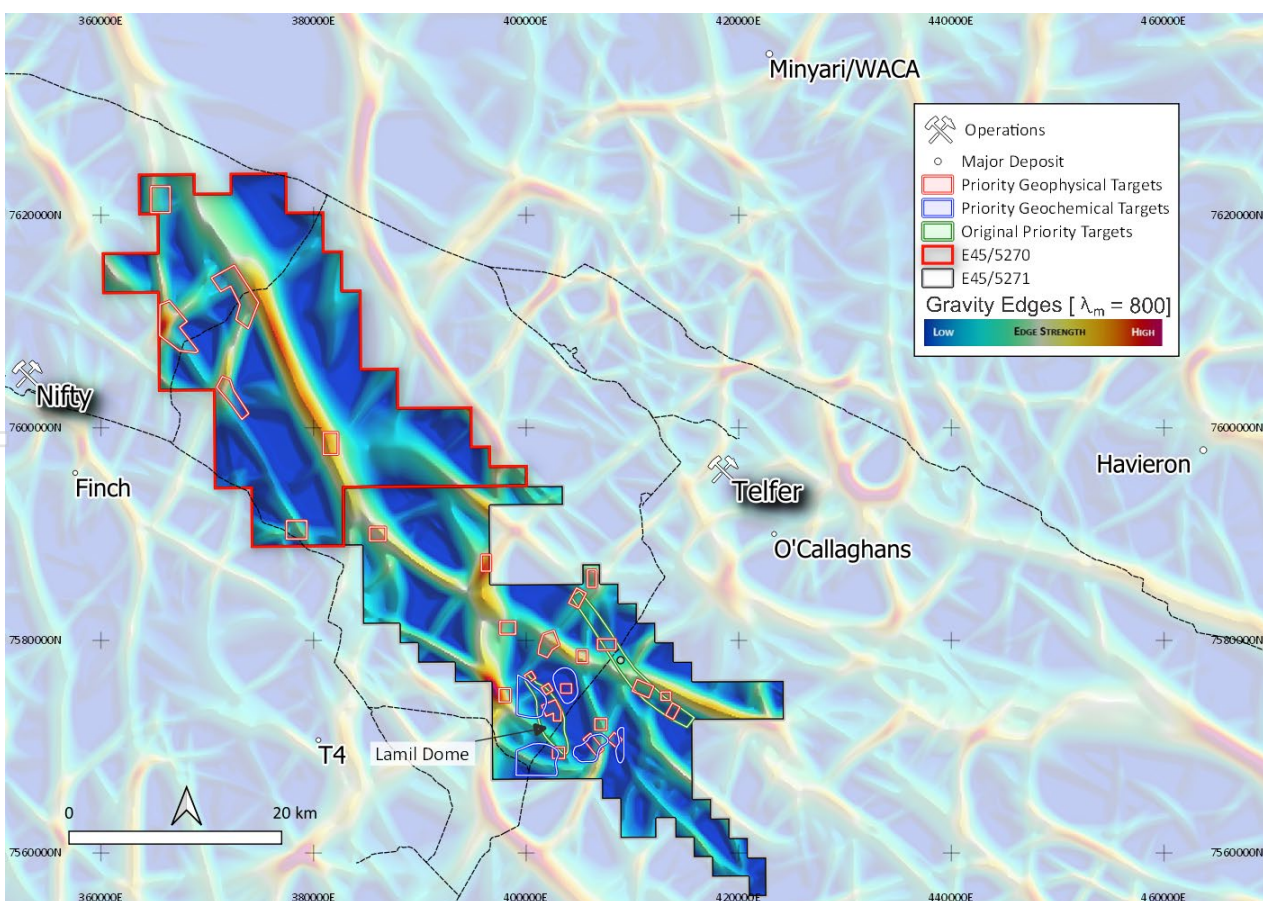 360000E 380000E 400000E 420000E 440000E 460000E
Minyari/WACA
Operations
Major Deposit
Priority Geophysical Targets
Priority Geochemical Targets
Original Priority Targets
E45/5270
E45/5271
Gravity Edges [ λm = 800]
LOW EDGE STRENGTH HIGH
7620000N 7620000N
Nifty
7600000N 7600000N
Havieron
Finch
Telfer
O'Callaghans
7580000N 7580000N
T4
Lamil Dome
0 20 km
7560000N 7560000N
360000E 380000E 400000E 420000E 440000E 460000E